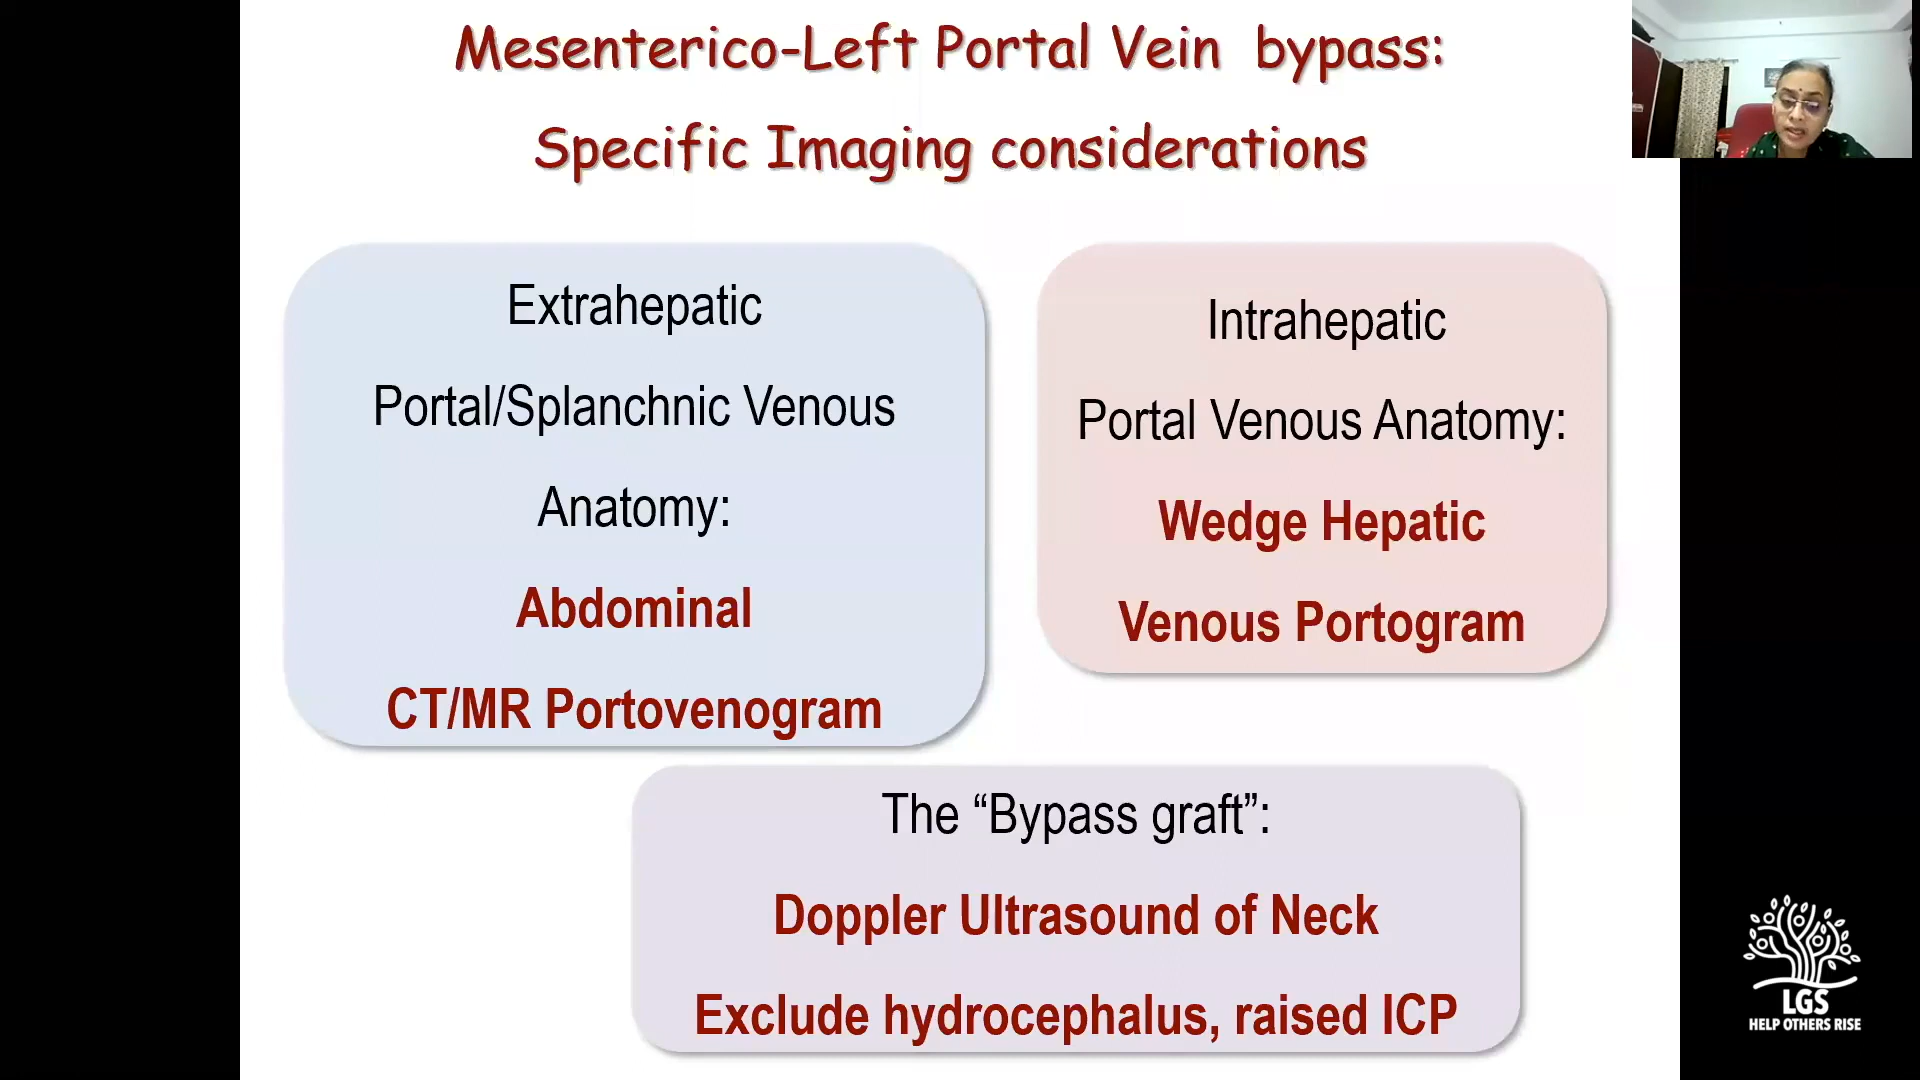 Mesenterico-Left Portal Vein bypass:
Specific Imaging considerations
Extrahepatic
Portal/Splanchnic Venous
Anatomy:
Abdominal
CT/MR Portovenogram
Intrahepatic
Portal Venous Anatomy:
Wedge Hepatic
Venous Portogram
The “Bypass graft”:
Doppler Ultrasound of Neck
Exclude hydrocephalus, raised ICP
LGS
HELP OTHERS RISE